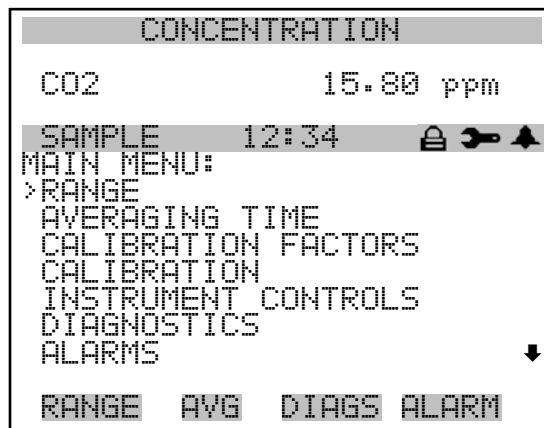 CONCENTRATION
CO2 15.80 ppm
SAMPLE 12:34
MAIN MENU:
>RANGE
AVERAGING TIME
CALIBRATION FACTORS
CALIBRATION
INSTRUMENT CONTROLS
DIAGNOSTICS
ALARMS
RANGE AVG DIAGS ALARM